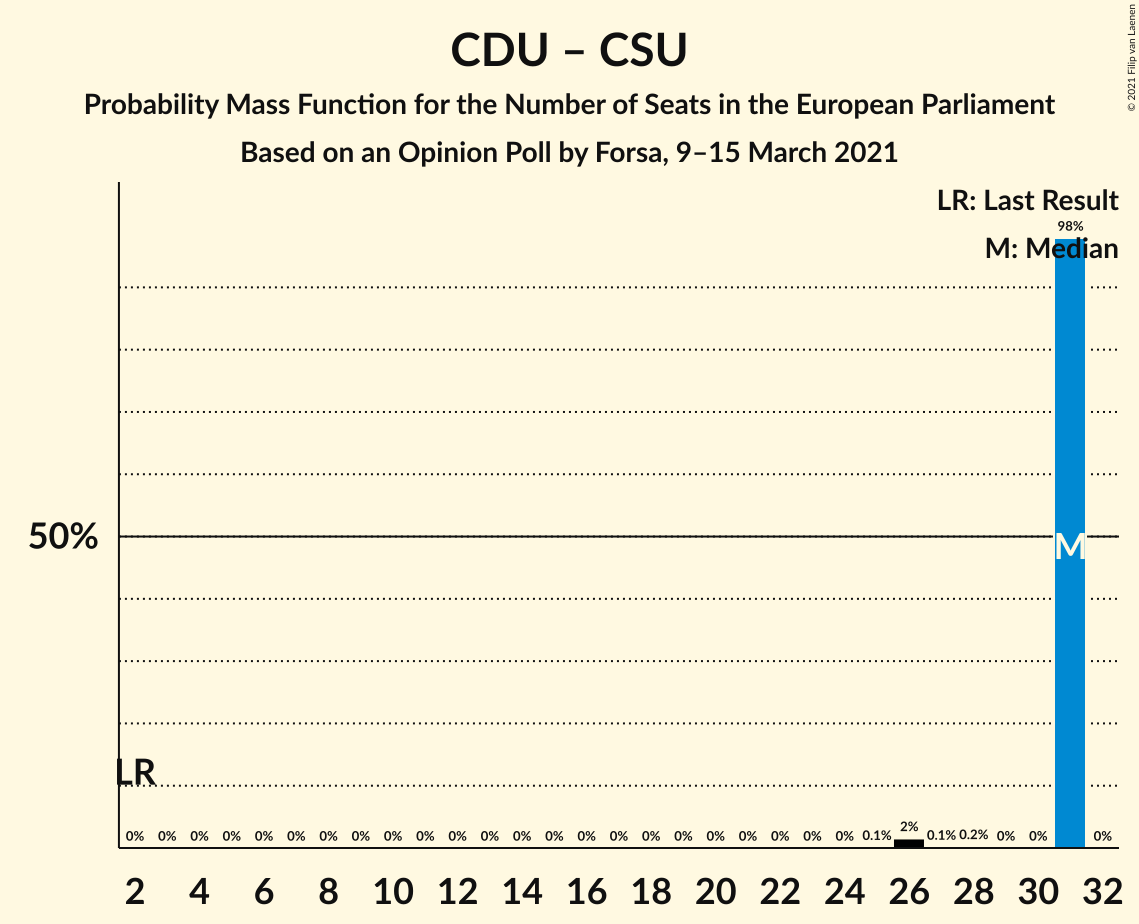 CDU – CSU
Probability Mass Function for the Number of Seats in the European Parliament
Based on an Opinion Poll by Forsa, 9–15 March 2021
© 2021 Filip van Laenen
LR: Last Result
98%
M: Median
50%
M
LR
0% 0% 0% 0% 0% 0% 0% 0% 0% 0% 0% 0% 0% 0% 0% 0% 0% 0% 0% 0% 0% 0% 0% 0.1% 2% 0.1% 0.2% 0% 0% 0%
2 4 6 8 10 12 14 16 18 20 22 24 26 28 30 32